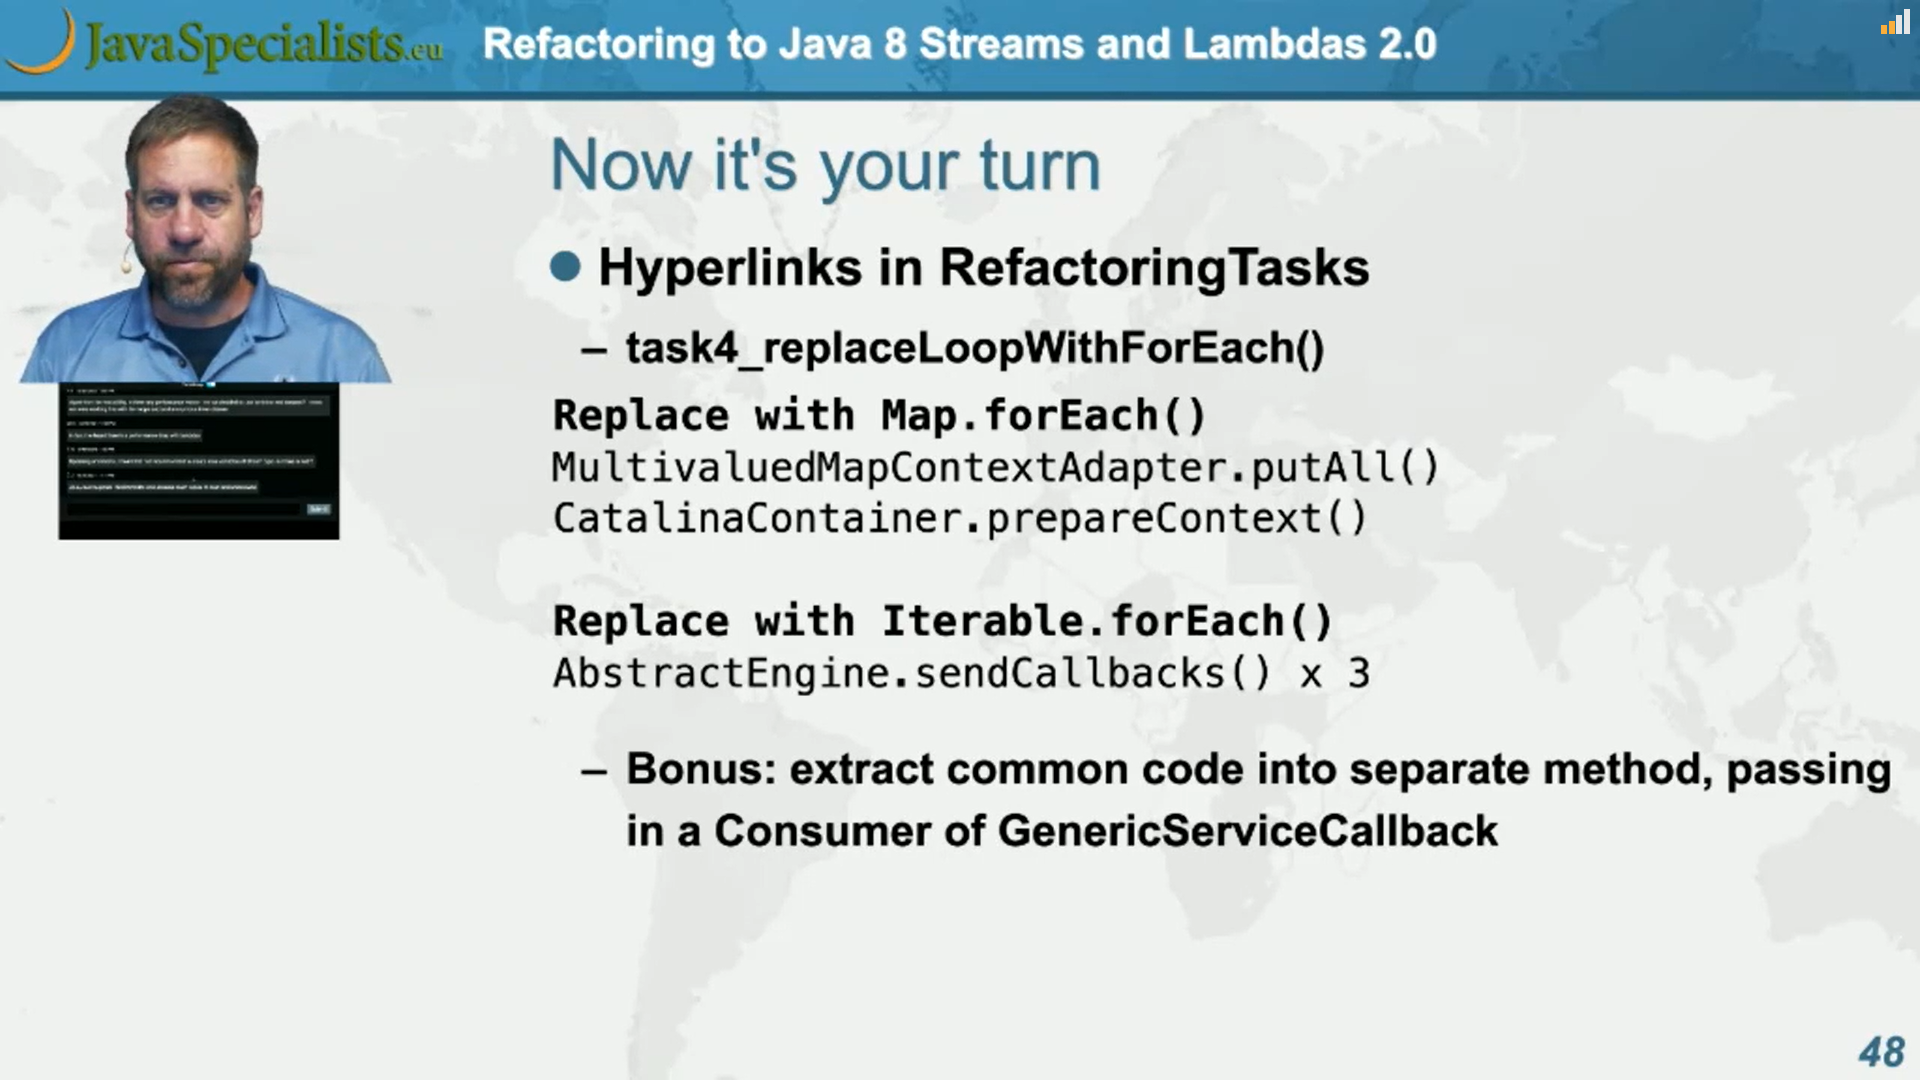 JavaSpecialists.eu
Refactoring to Java 8 Streams and Lambdas 2.0
Now it's your turn
Hyperlinks in RefactoringTasks
– task4_replaceLoopWithForEach()
Replace with Map.forEach()
MultivaluedMapContextAdapter.putAll()
CatalinaContainer.prepareContext()
Replace with Iterable.forEach()
AbstractEngine.sendCallbacks() x 3
– Bonus: extract common code into separate method, passing
in a Consumer of GenericServiceCallback
48